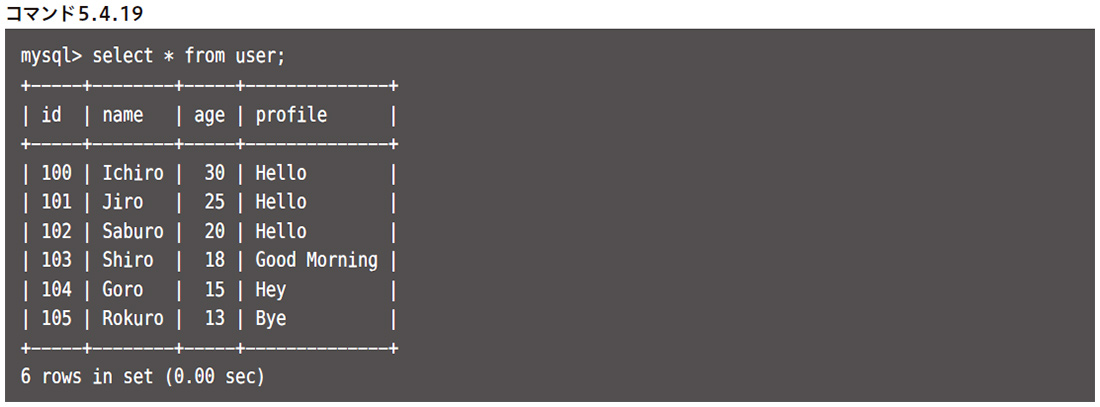 コマンド5.4.19
mysql> select * from user;
+-----+--------+-----+--------------+
| id  | name   | age | profile      |
+-----+--------+-----+--------------+
| 100 | Ichiro |  30 | Hello        |
| 101 | Jiro   |  25 | Hello        |
| 102 | Saburo |  20 | Hello        |
| 103 | Shiro  |  18 | Good Morning |
| 104 | Goro   |  15 | Hey          |
| 105 | Rokuro |  13 | Bye          |
+-----+--------+-----+--------------+
6 rows in set (0.00 sec)